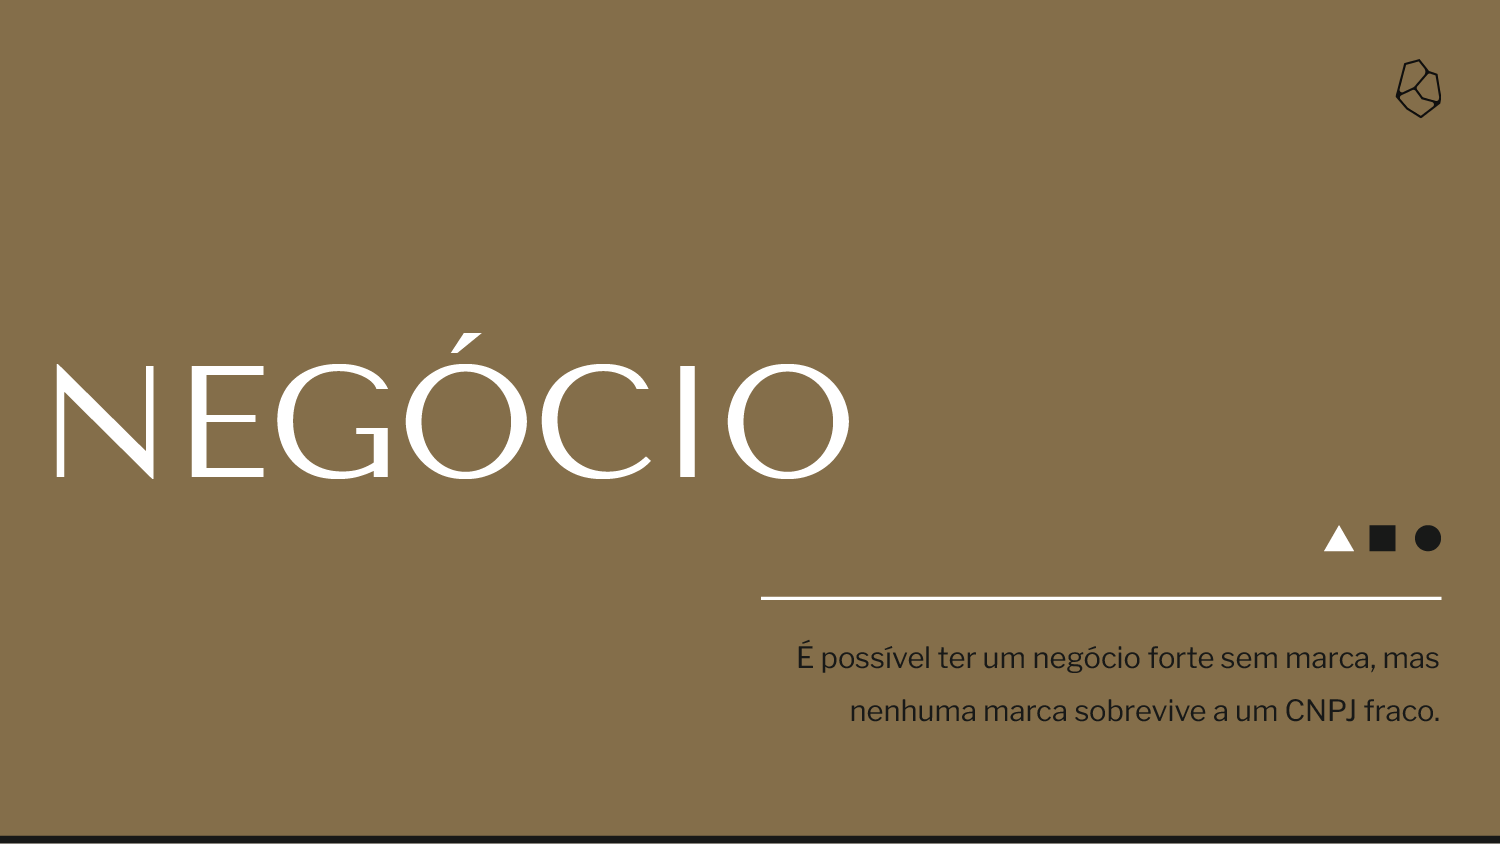 NEGÓCIO
É possível ter um negócio forte sem marca, mas
nenhuma marca sobrevive a um CNPJ fraco.